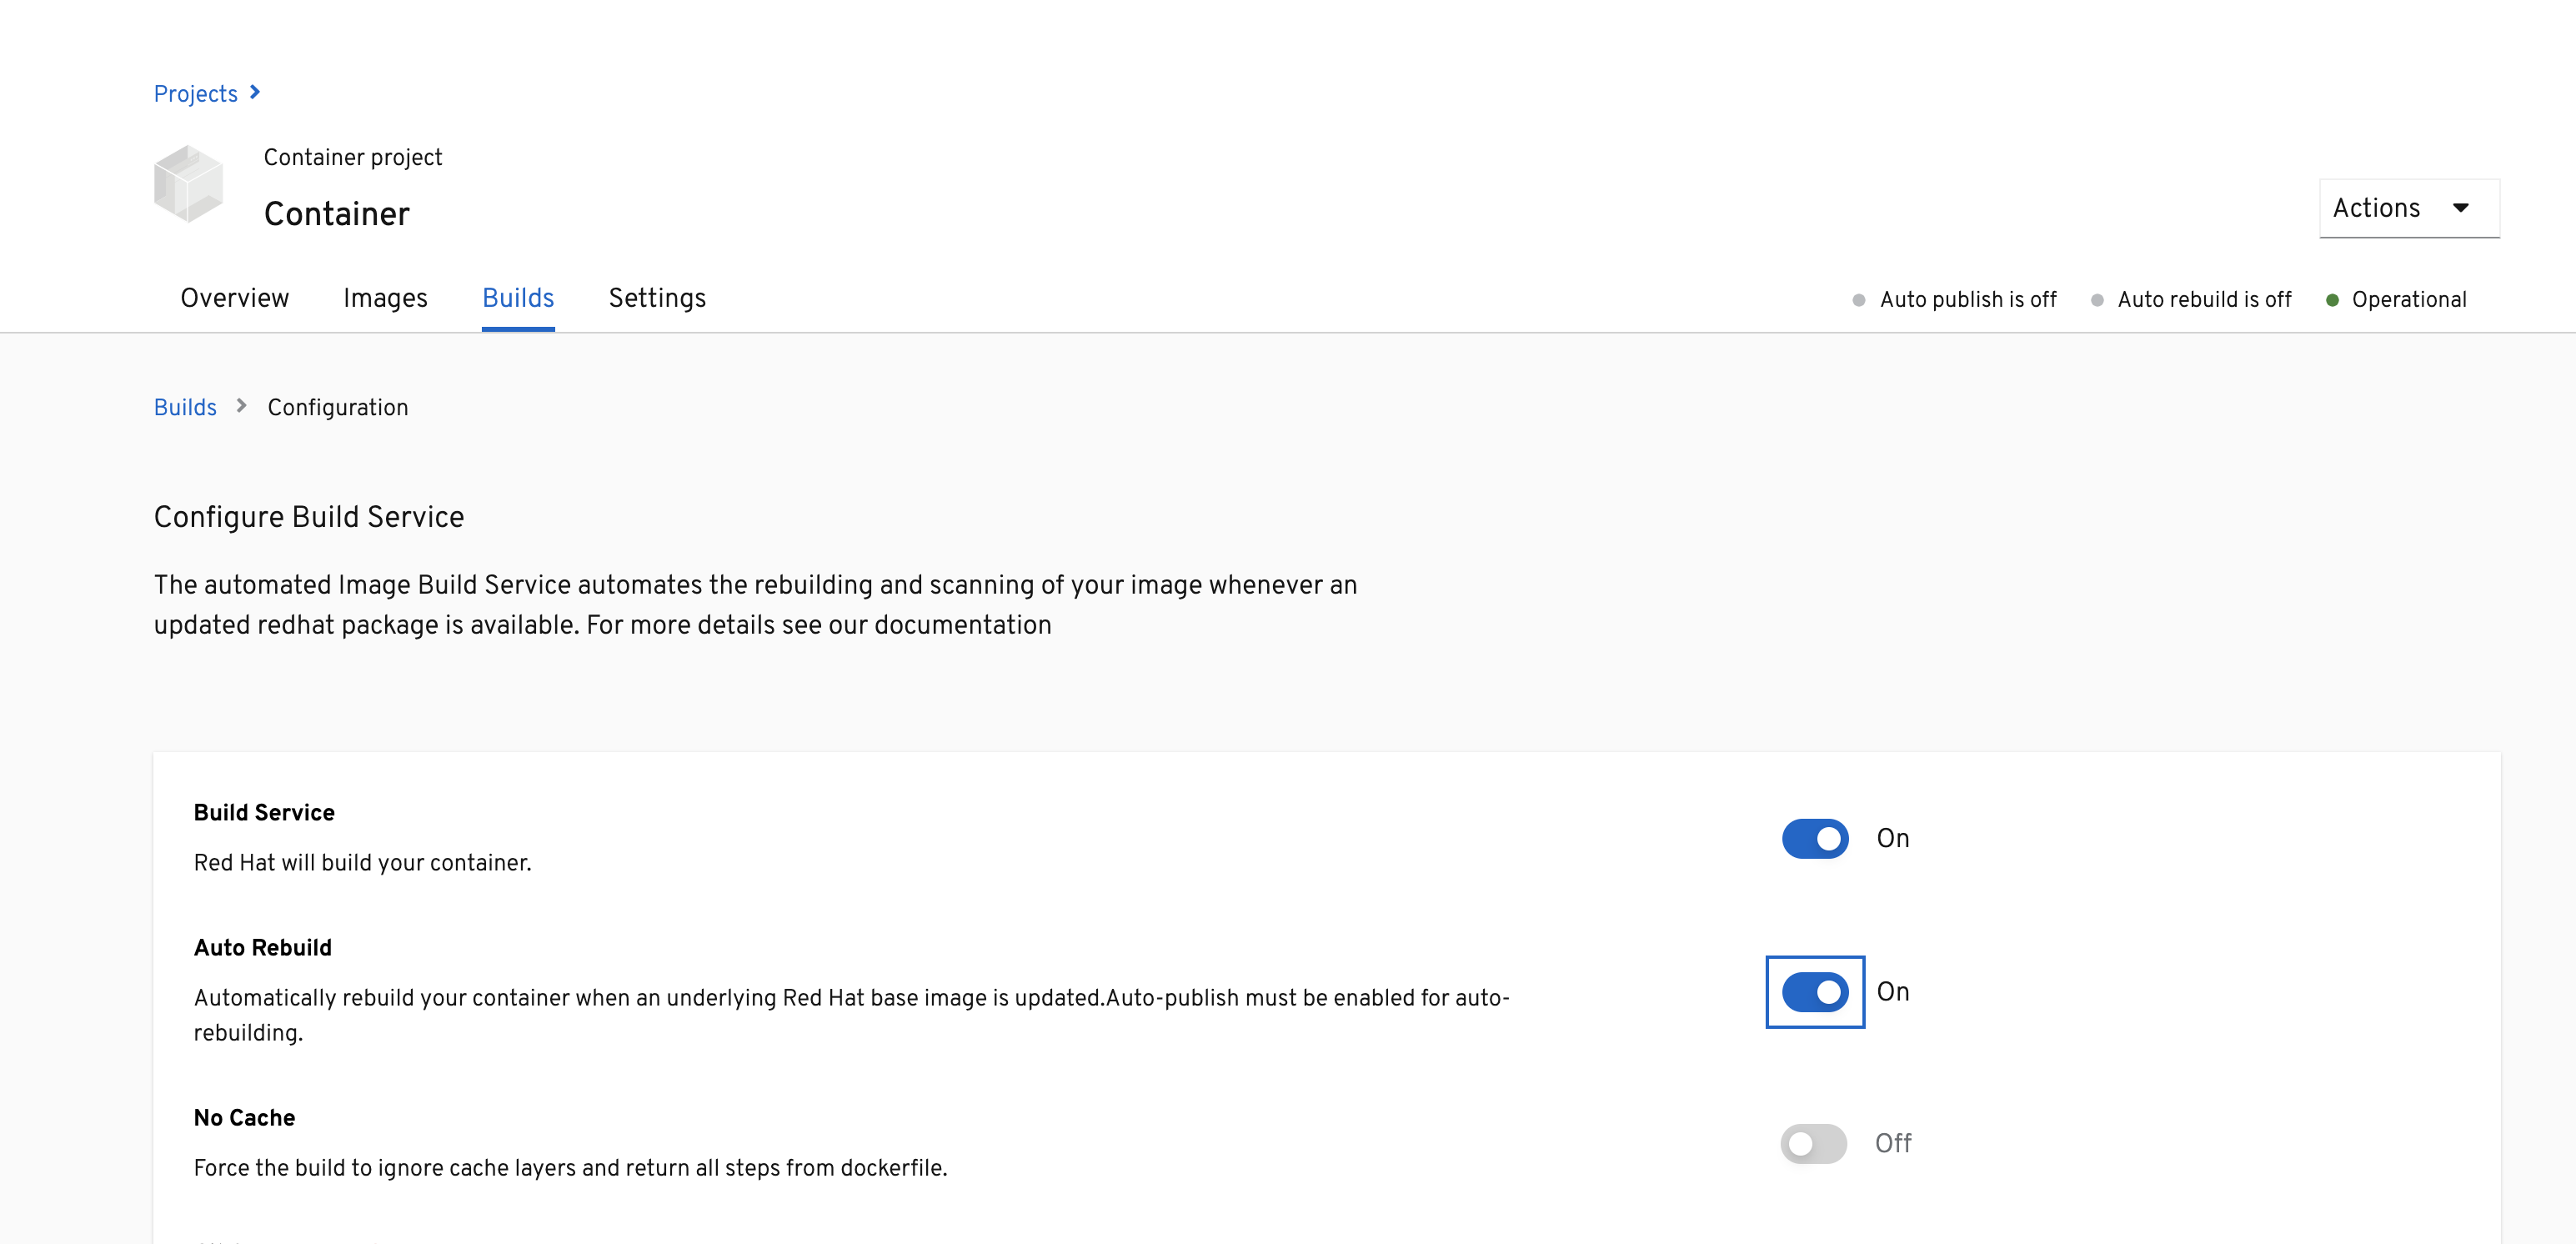 Projects
Container project
Container
Actions
Overview Images Builds Settings
Auto publish is off Auto rebuild is off Operational
Builds Configuration
Configure Build Service
The automated Image Build Service automates the rebuilding and scanning of your image whenever an
updated redhat package is available. For more details see our documentation
Build Service
On
Red Hat will build your container.
Auto Rebuild
Automatically rebuild your container when an underlying Red Hat base image is updated.Auto-publish must be enabled for auto-
rebuilding.
On
No Cache
Off
Force the build to ignore cache layers and return all steps from dockerfile.